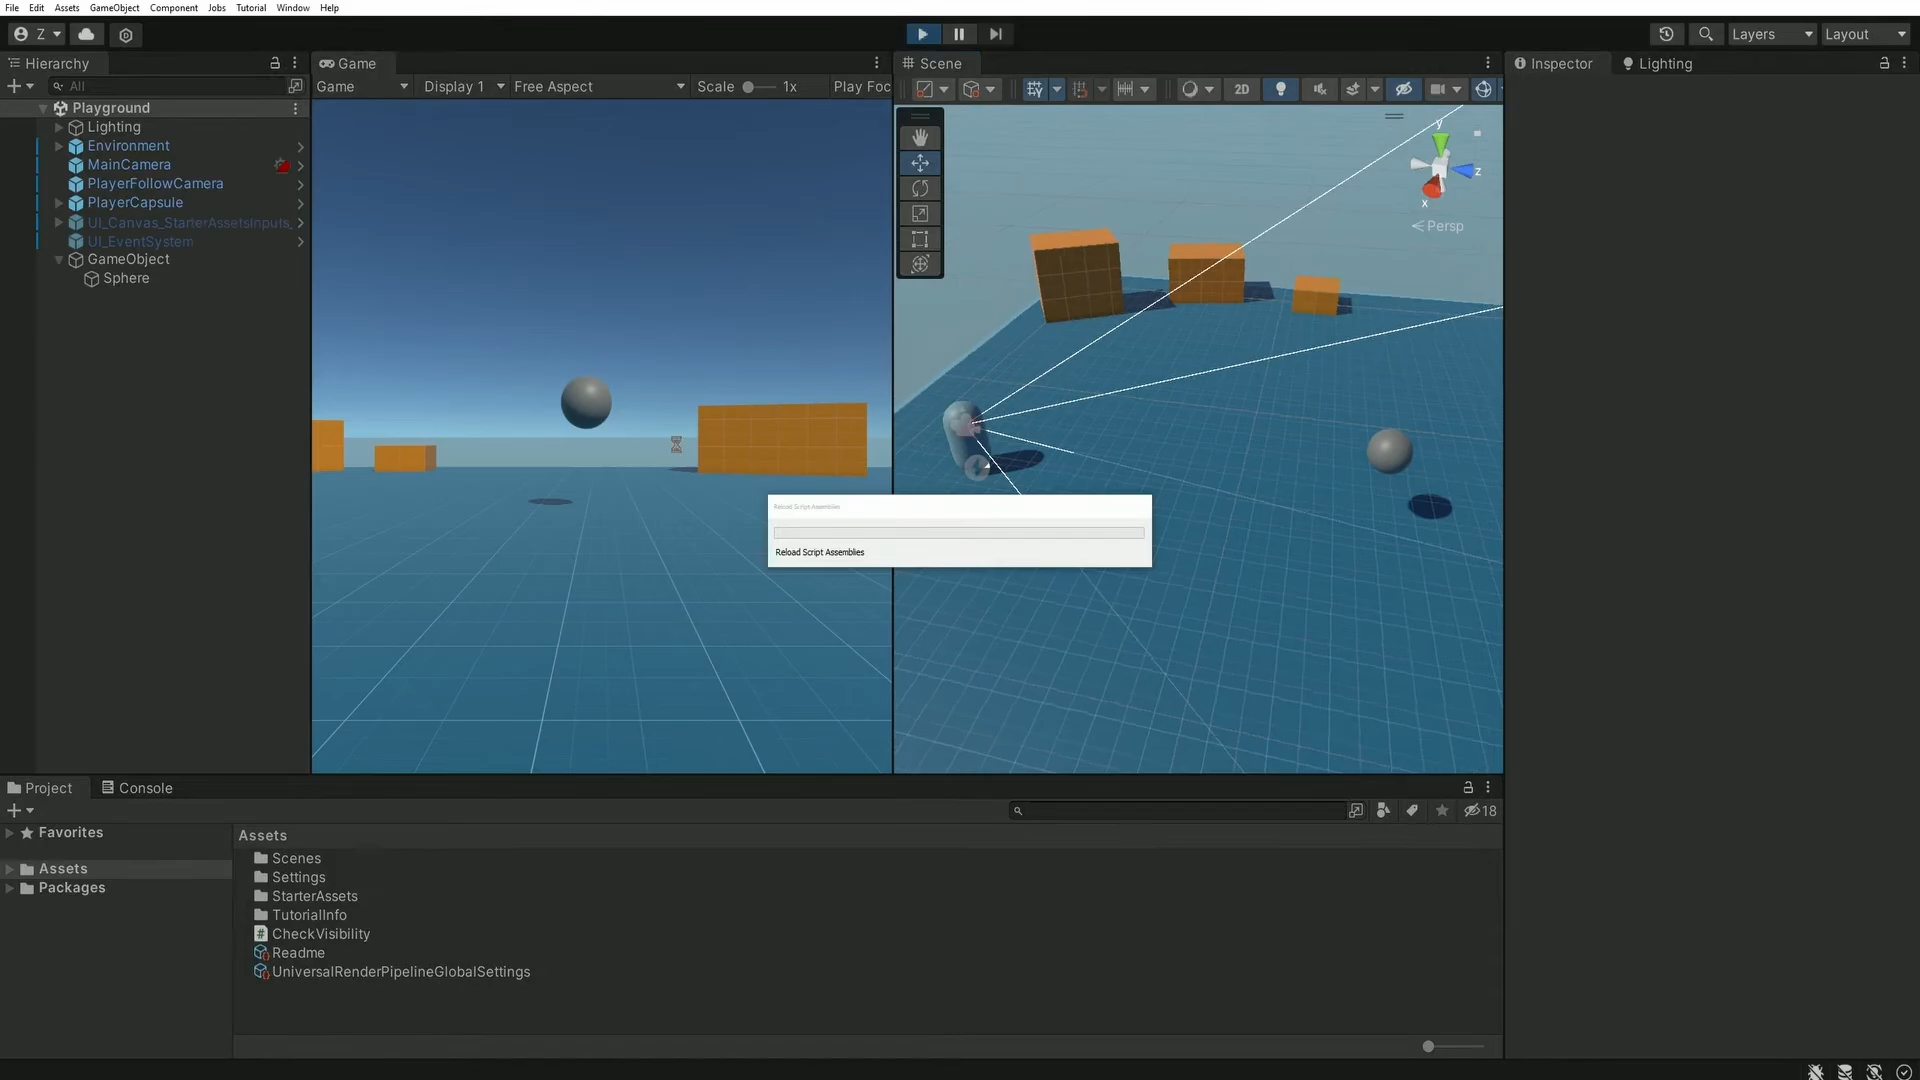 File Edit Assets GameObject Component Jobs Tutorial Window Help
Z
Layers
Layout
Hierarchy
Game
Scene
Inspector
Lighting
All
Game
Display 1
Free Aspect
Scale
1x
Play Foc
2D
Playground
Lighting
Environment
MainCamera
PlayerFollowCamera
PlayerCapsule
UI_Canvas_StarterAssetsInputs_
UI_EventSystem
GameObject
Sphere
y
z
x
Persp
Reload Script Assemblies
Reload Script Assemblies
Project
Console
18
Favorites
Assets
Packages
Assets
Scenes
Settings
StarterAssets
TutorialInfo
CheckVisibility
Readme
UniversalRenderPipelineGlobalSettings